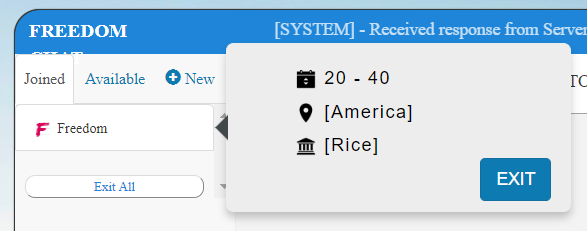 FREEDOM
[SYSTEM] - Received response from Server
Joined
Available
New
Freedom
Exit All
20 - 40
[America]
[Rice]
EXIT